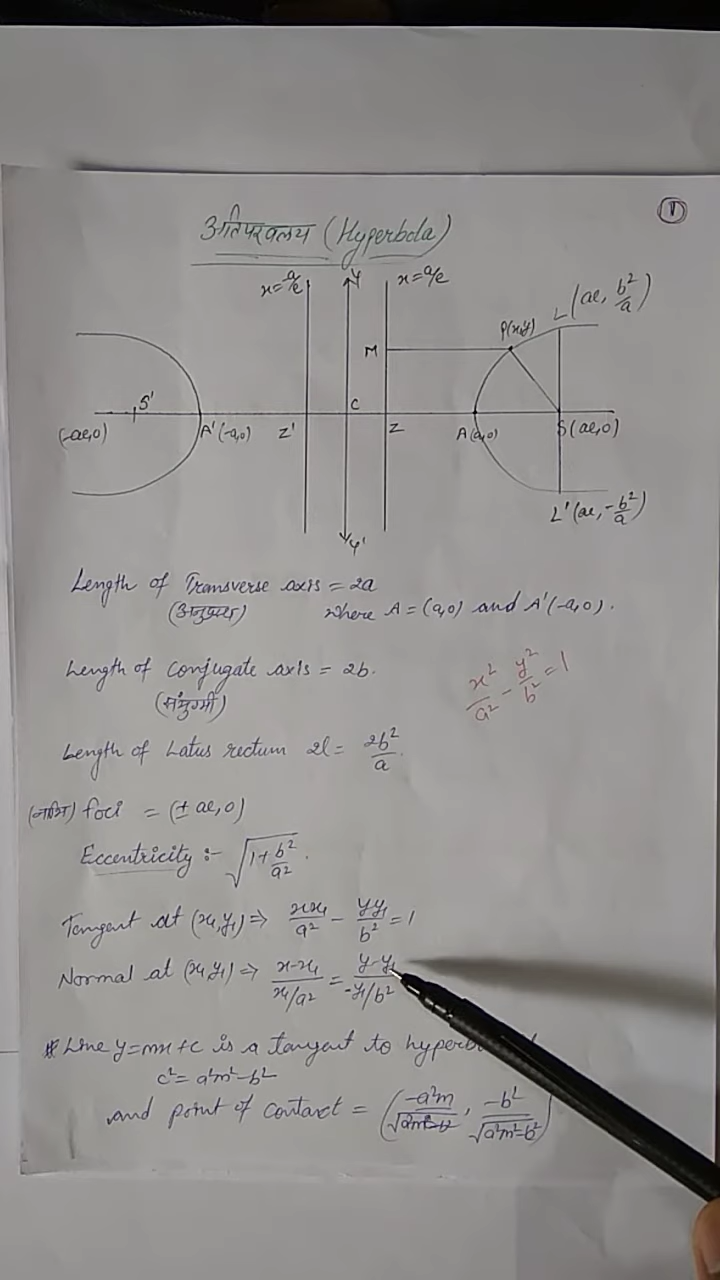 1
अतिपरवलय (Hyperbola)
x=a/e Y x=a/e L(ae, b²/a)
P(x,y)
M
S' C
(-ae,0) A'(-a,0) Z' Z A(a,0) S(ae,0)
L'(ae, -b²/a)
Y'
Length of Transverse axis = 2a
where A = (a,0) and A'(-a,0).
Length of Conjugate axis = 2b.
x²/a² - y²/b² = 1
(संयुग्मी)
Length of Latus rectum 2l = 2b²/a.
(नाभि) foci = (± ae,0)
Eccentricity :- √(1+b²/a²).
Tangent at (x₁,y₁) ⇒ xx₁/a² - yy₁/b² = 1
Normal at (x₁,y₁) ⇒ (x-x₁)/(x₁/a²) = (y-y₁)/(-y₁/b²)
# Line y=mx+c is a tangent to
c² = a²m²-b²
and point of contact = (-a²m/√(a²m²-b²), -b²/√(a²m²-b²))